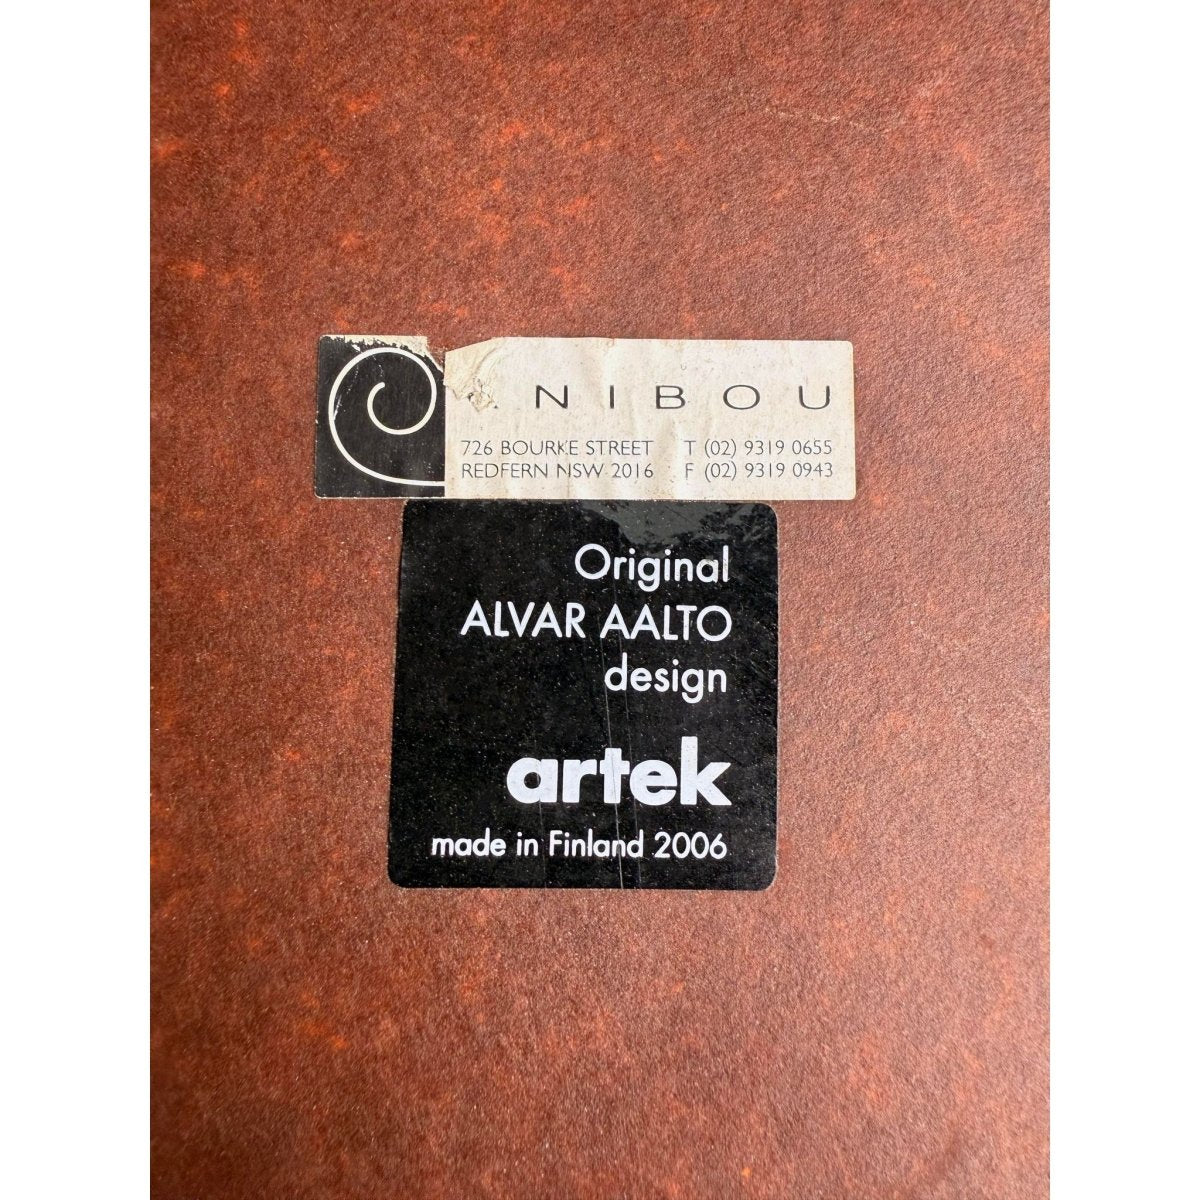 NIBOU
726 BOURKE STREET T (02) 9319 0655
REDFERN NSW 2016 F (02) 9319 0943
Original
ALVAR AALTO
design
artek
made in Finland 2006